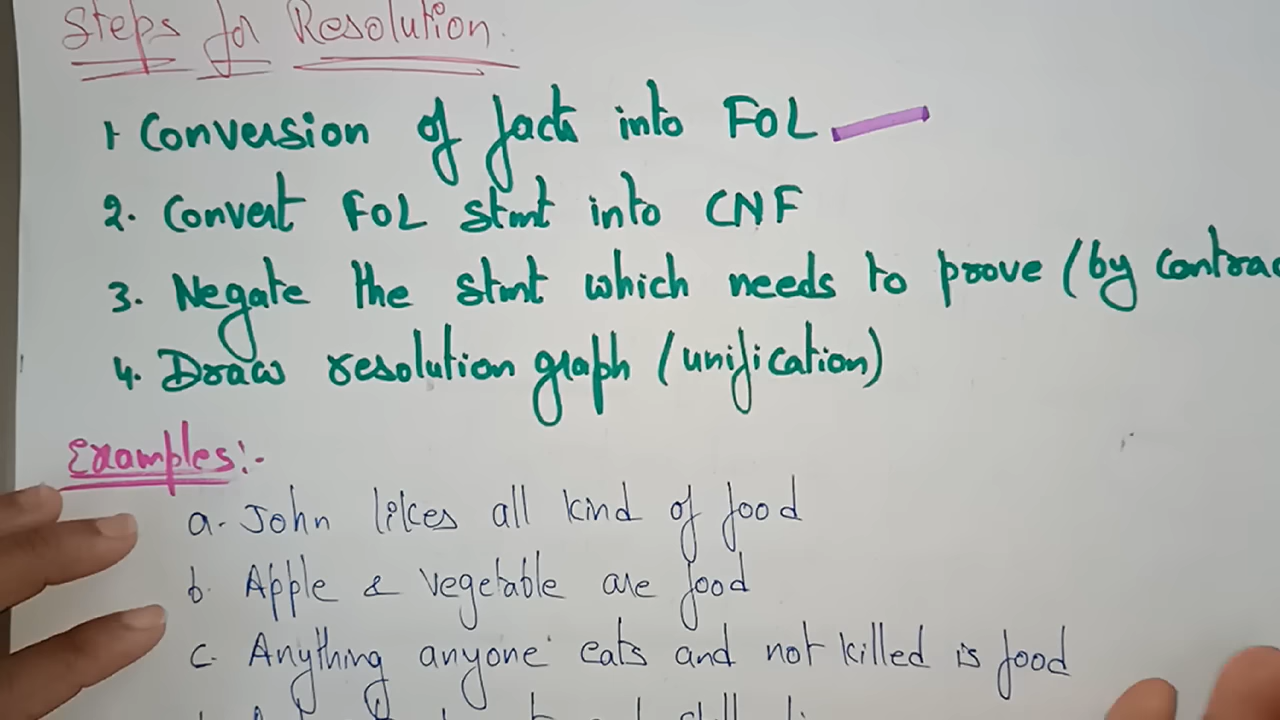 Steps for Resolution.
1 Conversion of facts into FOL
2. Convert FOL stmt into CNF
3. Negate the stmt which needs to prove (by contrac
4. Draw resolution graph (unification)
Examples:-
a. John likes all kind of food
b. Apple & vegetable are food
c. Anything anyone eats and not killed is food